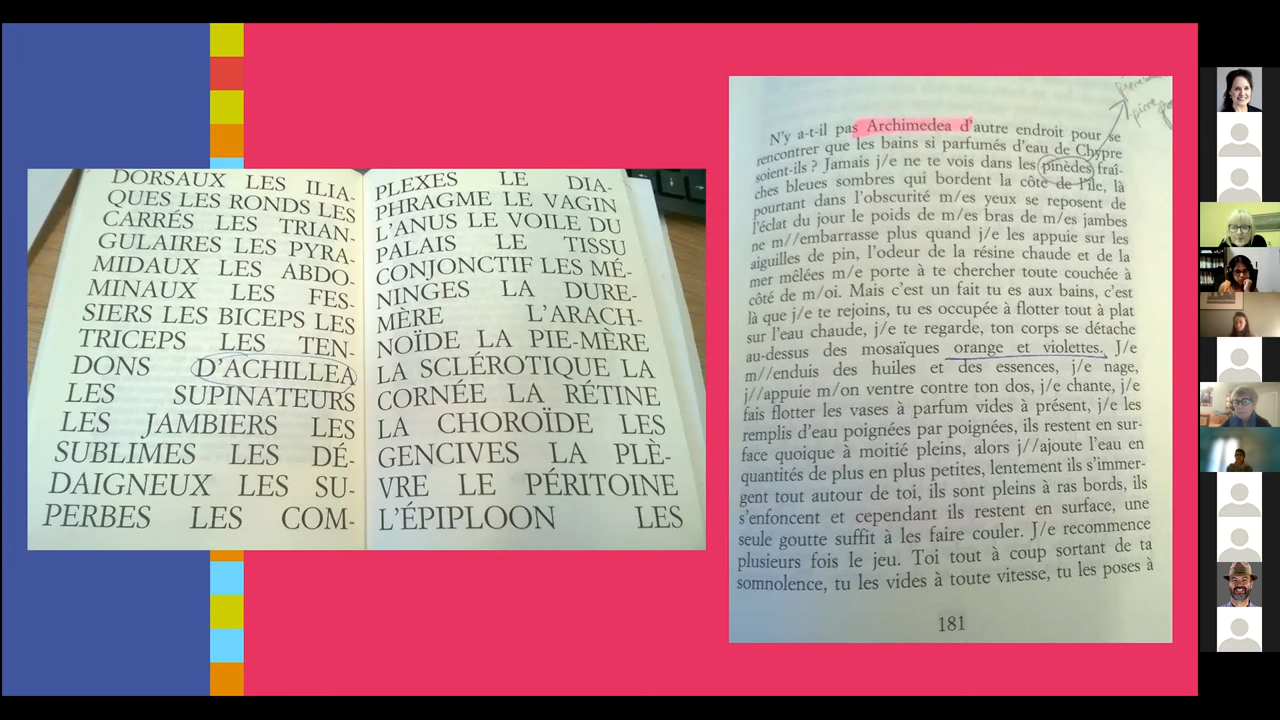 DORSAUX LES ILIA-
QUES LES RONDS LES
CARRÉS LES TRIAN-
GULAIRES LES PYRA-
MIDAUX LES ABDO-
MINAUX LES FES-
SIERS LES BICEPS LES
TRICEPS LES TEN-
DONS D'ACHILLEA
LES SUPINATEURS
LES JAMBIERS LES
SUBLIMES LES DÉ-
DAIGNEUX LES SU-
PERBES LES COM-
PLEXES LE DIA-
PHRAGME LE VAGIN
L'ANUS LE VOILE DU
PALAIS LE TISSU
CONJONCTIF LES MÉ-
NINGES LA DURE-
MÈRE L'ARACH-
NOÏDE LA PIE-MÈRE
LA SCLÉROTIQUE LA
CORNÉE LA RÉTINE
LA CHOROÏDE LES
GENCIVES LA PLÈ-
VRE LE PÉRITOINE
L'ÉPIPLOON LES
N'y a-t-il pas Archimedea d'autre endroit pour se
rencontrer que les bains si parfumés d'eau de Chypre
soient-ils ? Jamais j/e ne te vois dans les pinèdes fraî-
ches bleues sombres qui bordent la côte de l'île, là
pourtant dans l'obscurité m/es yeux se reposent de
l'éclat du jour le poids de m/es bras de m/es jambes
ne m//embarrasse plus quand j/e les appuie sur les
aiguilles de pin, l'odeur de la résine chaude et de la
mer mêlées m/e porte à te chercher toute couchée à
côté de m/oi. Mais c'est un fait tu es aux bains, c'est
là que j/e te rejoins, tu es occupée à flotter tout à plat
sur l'eau chaude, j/e te regarde, ton corps se détache
au-dessus des mosaïques orange et violettes. J/e
m//enduis des huiles et des essences, j/e nage,
j//appuie m/on ventre contre ton dos, j/e chante, j/e
fais flotter les vases à parfum vides à présent, j/e les
remplis d'eau poignées par poignées, ils restent en sur-
face quoique à moitié pleins, alors j//ajoute l'eau en
quantités de plus en plus petites, lentement ils s'immer-
gent tout autour de toi, ils sont pleins à ras bords, ils
s'enfoncent et cependant ils restent en surface, une
seule goutte suffit à les faire couler. J/e recommence
plusieurs fois le jeu. Toi tout à coup sortant de ta
somnolence, tu les vides à toute vitesse, tu les poses à
181